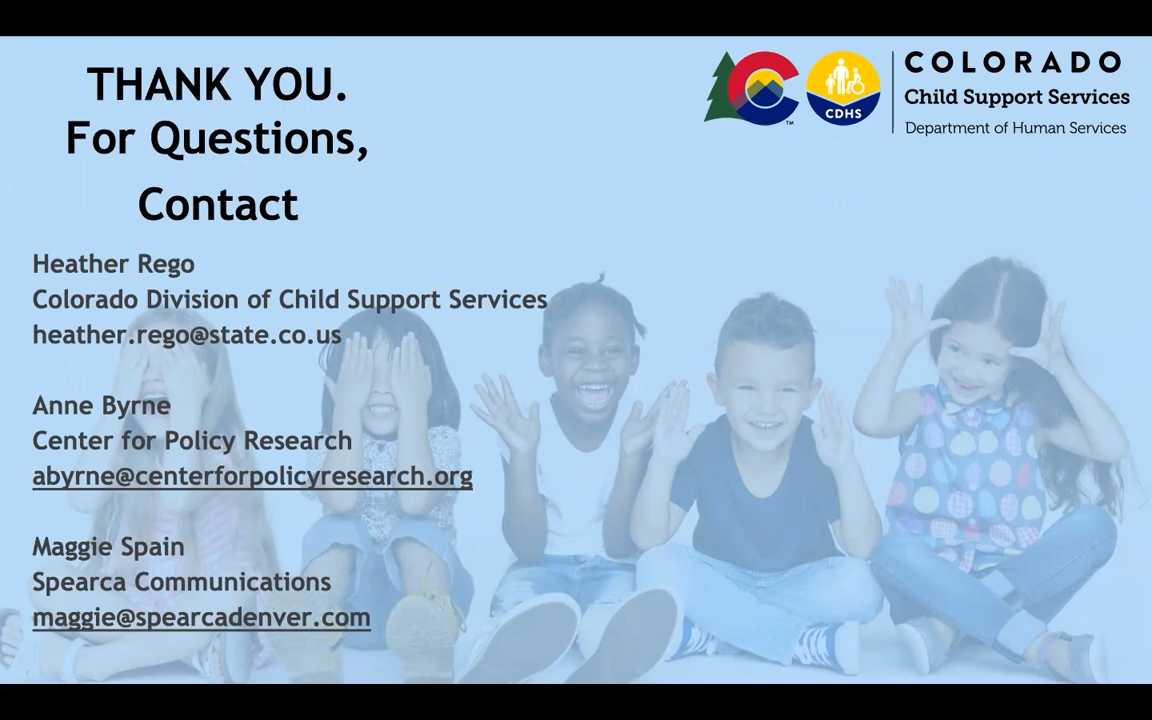 THANK YOU.
For Questions,
Contact
COLORADO
Child Support Services
Department of Human Services
CDHS
TM
Heather Rego
Colorado Division of Child Support Services
heather.rego@state.co.us
Anne Byrne
Center for Policy Research
abyrne@centerforpolicyresearch.org
Maggie Spain
Spearca Communications
maggie@spearcadenver.com